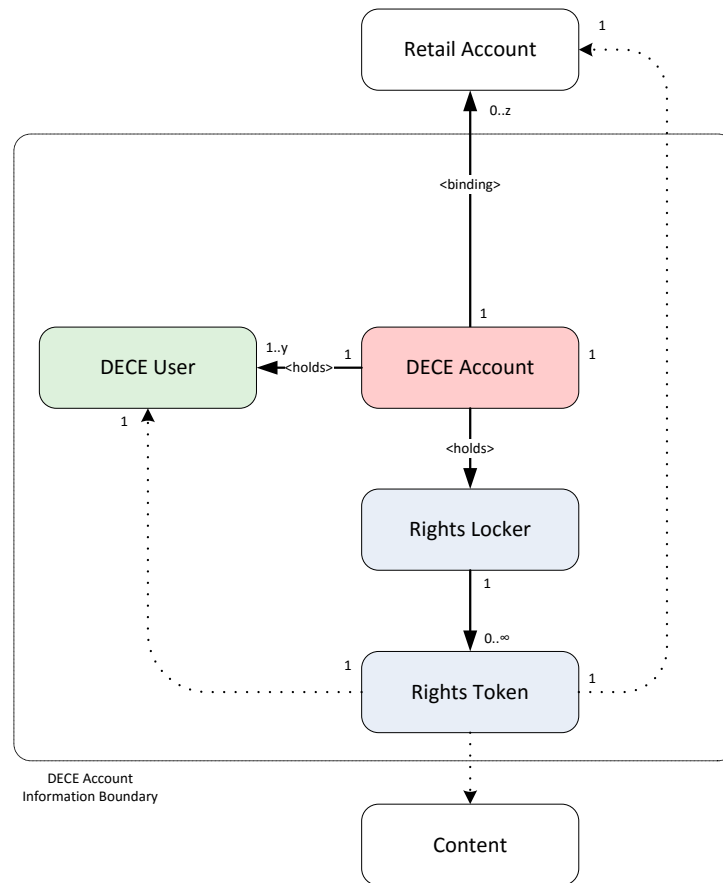 1
Retail Account
0..z
<binding>
1
1..y
1
1
DECE User
<holds>
DECE Account
1
<holds>
Rights Locker
1
0..∞
1
1
Rights Token
DECE Account
Information Boundary
Content